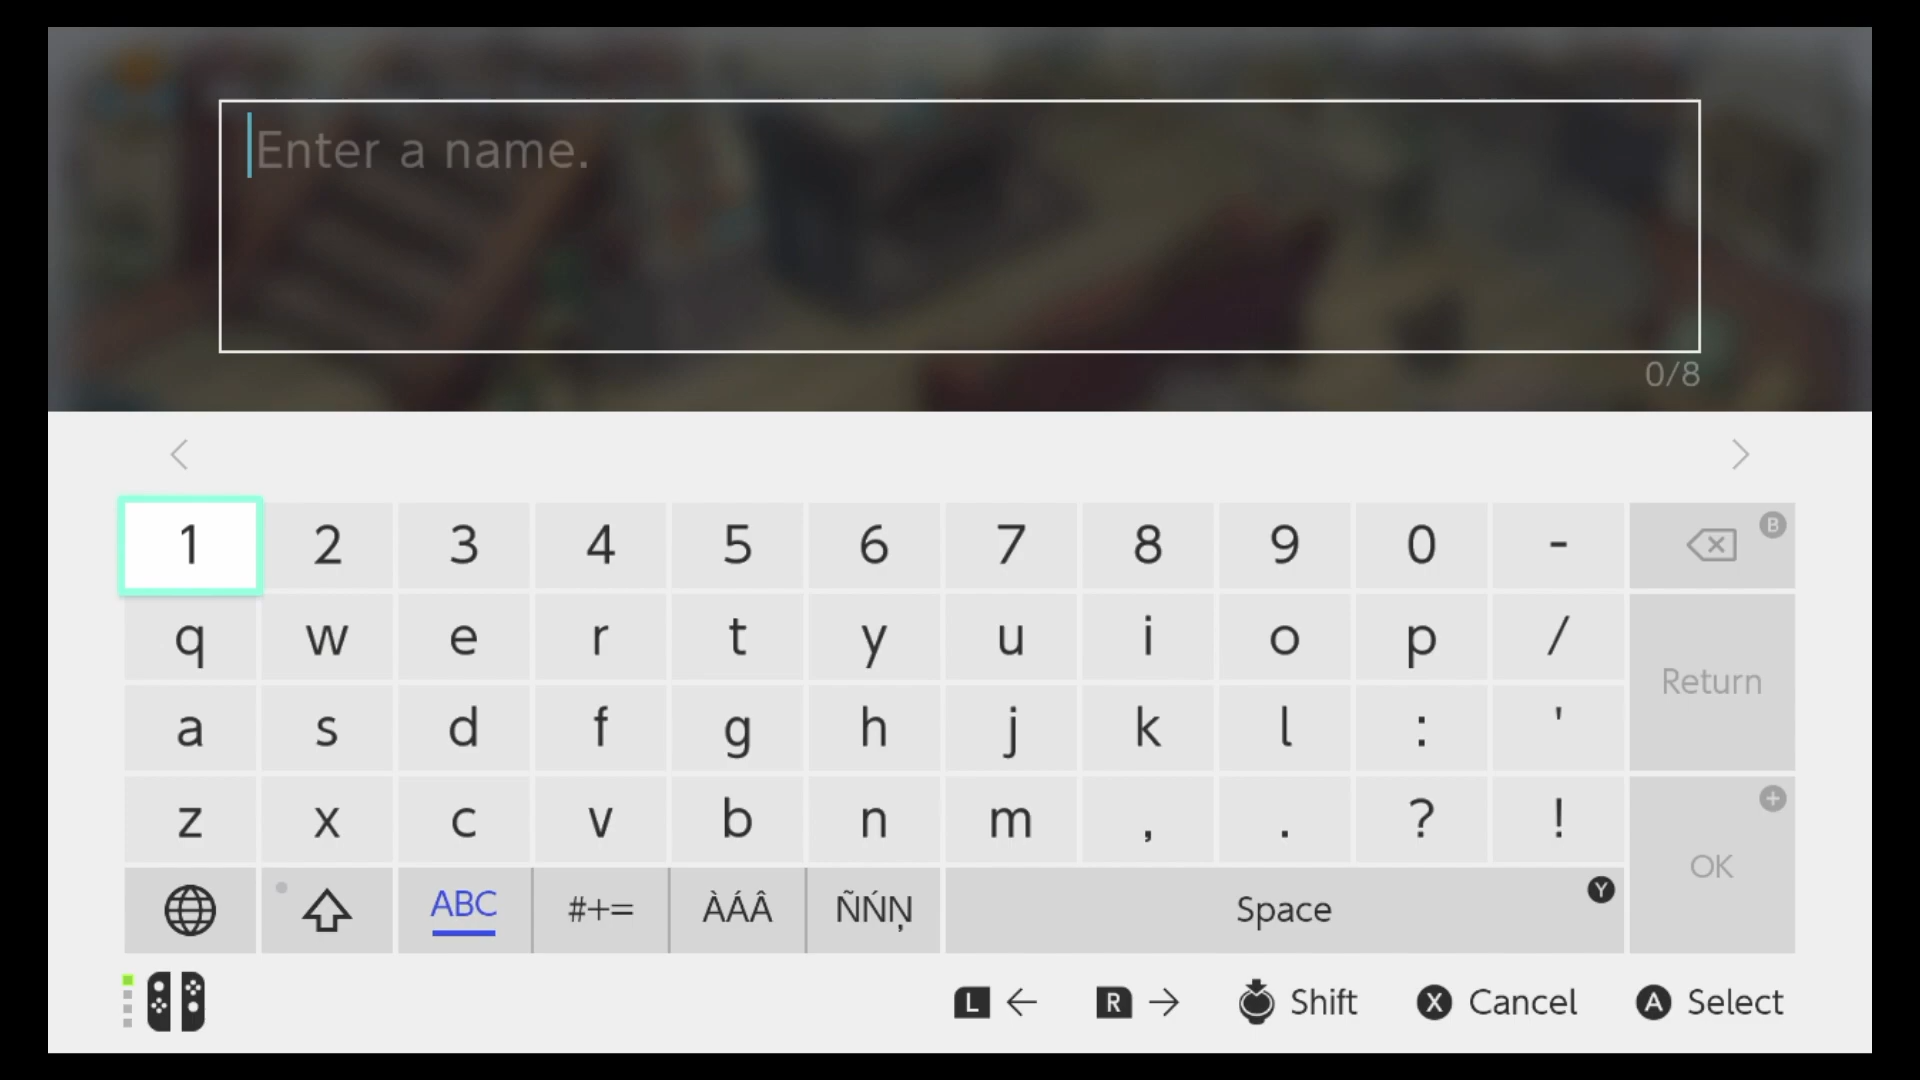 Enter a name.
0/8
1 2 3 4 5 6 7 8 9 0 - B
q w e r t y u i o p /
Return
a s d f g h j k l : '
z x c v b n m , . ? !
OK
ABC #+= ÀÁÂ ÑŃŅ Space Y
L ← R → Shift X Cancel A Select